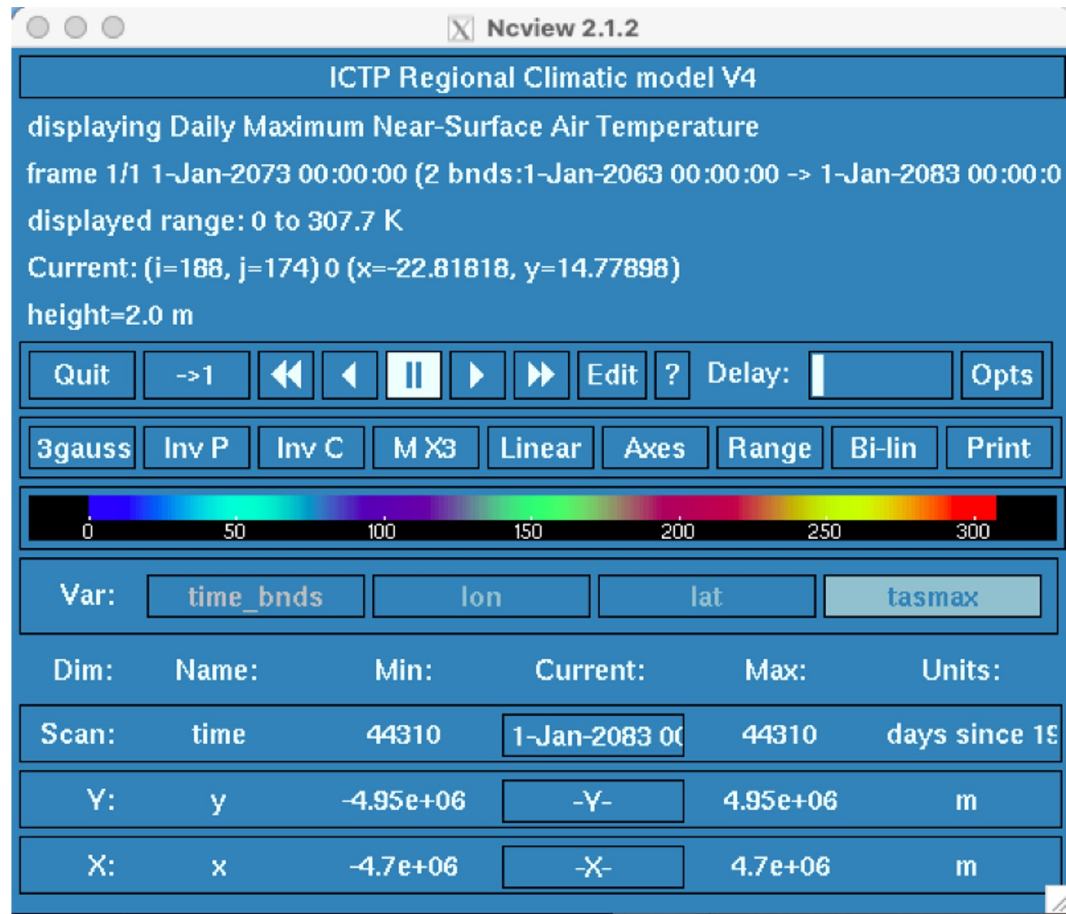 Ncview 2.1.2
ICTP Regional Climatic model V4
displaying Daily Maximum Near-Surface Air Temperature
frame 1/1 1-Jan-2073 00:00:00 (2 bnds:1-Jan-2063 00:00:00 -> 1-Jan-2083 00:00:0
displayed range: 0 to 307.7 K
Current: (i=188, j=174) 0 (x=-22.81818, y=14.77898)
height=2.0 m
Quit ->1 Edit ? Delay: Opts
3gauss Inv P Inv C M X3 Linear Axes Range Bi-lin Print
0 50 100 150 200 250 300
Var: time_bnds lon lat tasmax
Dim: Name: Min: Current: Max: Units:
Scan: time 44310 1-Jan-2083 00 44310 days since 19
Y: y -4.95e+06 -Y- 4.95e+06 m
X: x -4.7e+06 -X- 4.7e+06 m